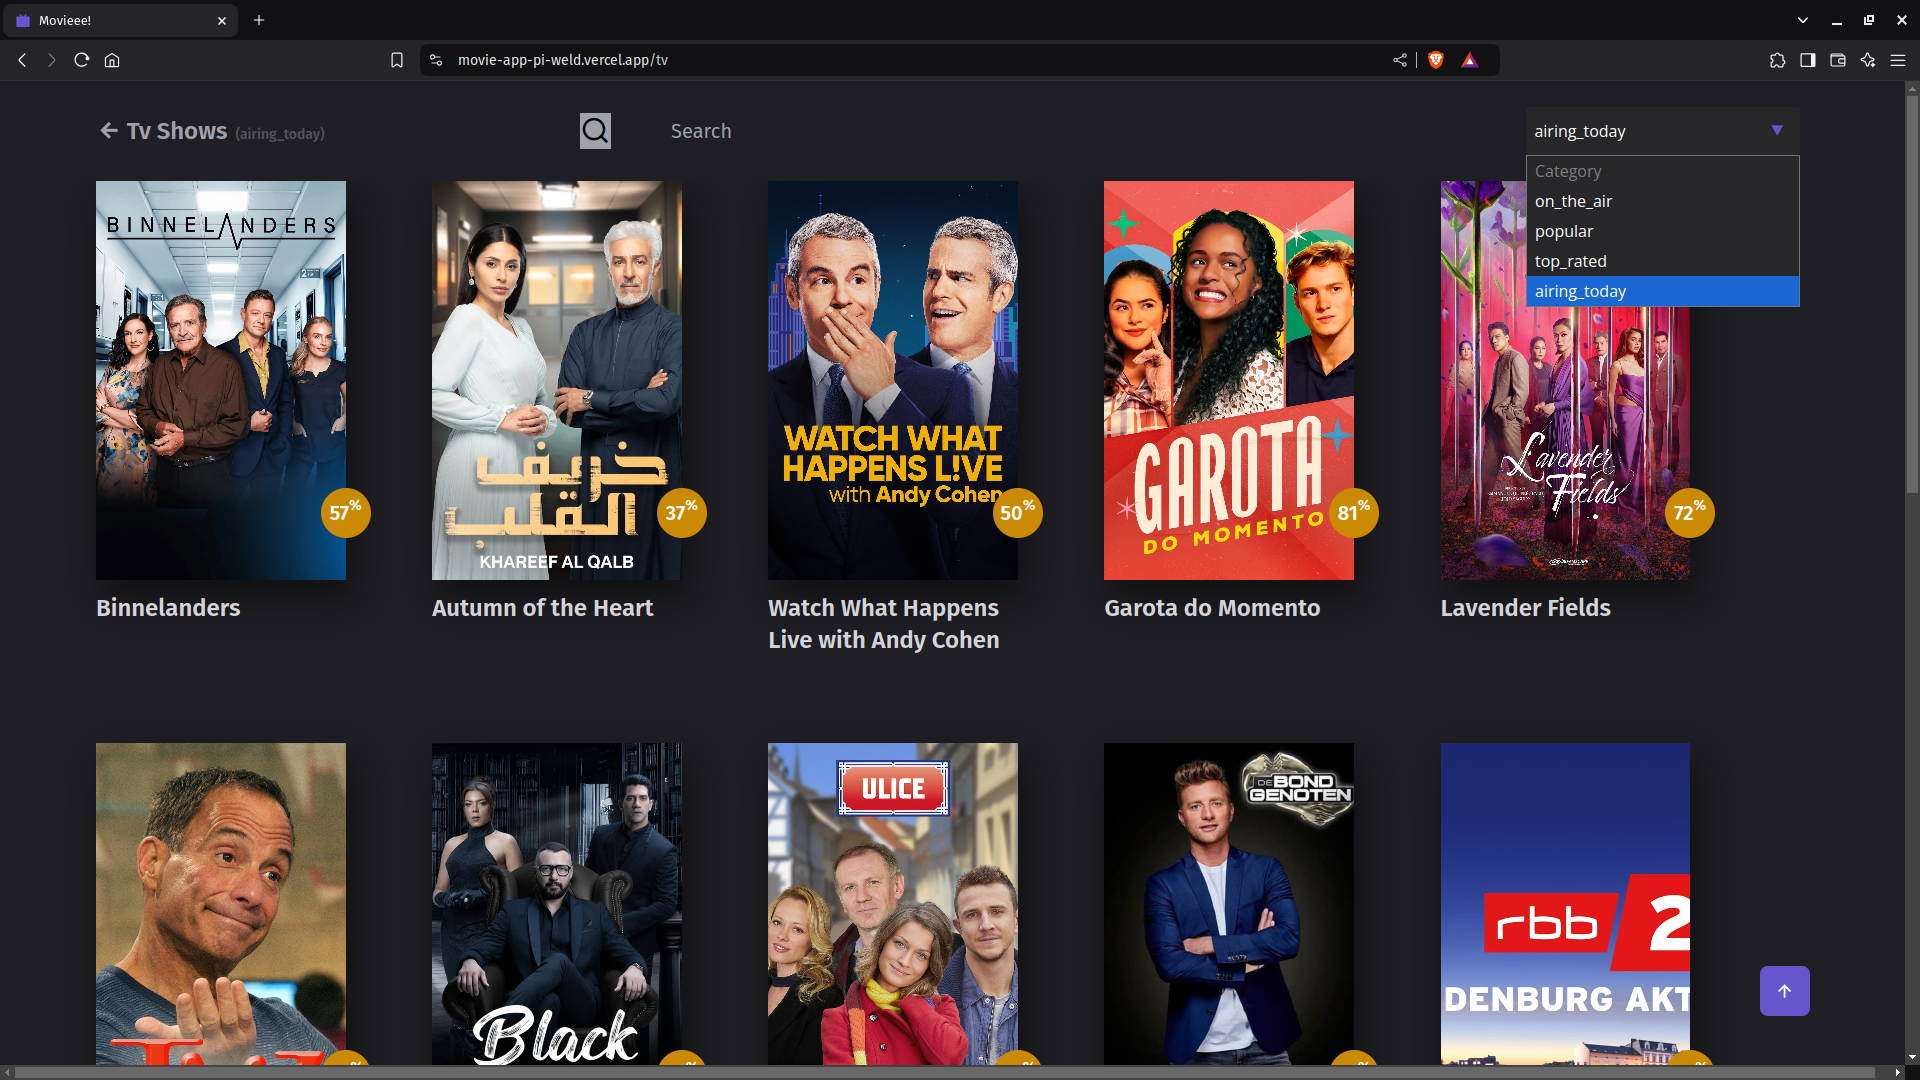 Movieee!
movie-app-pi-weld.vercel.app/tv
Tv Shows (airing_today)
Search
airing_today
Category
on_the_air
popular
top_rated
airing_today
BINNELANDERS
57%
Binnelanders
خريف
القلب
KHAREEF AL QALB
37%
Autumn of the Heart
WATCH WHAT
HAPPENS L!VE
with Andy Cohen
50%
Watch What Happens
Live with Andy Cohen
GAROTA
DO MOMENTO
81%
Garota do Momento
Lavender
Fields
72%
Lavender Fields
Black
ULICE
DE BOND
GENOTEN
rbb 2
DENBURG AKT